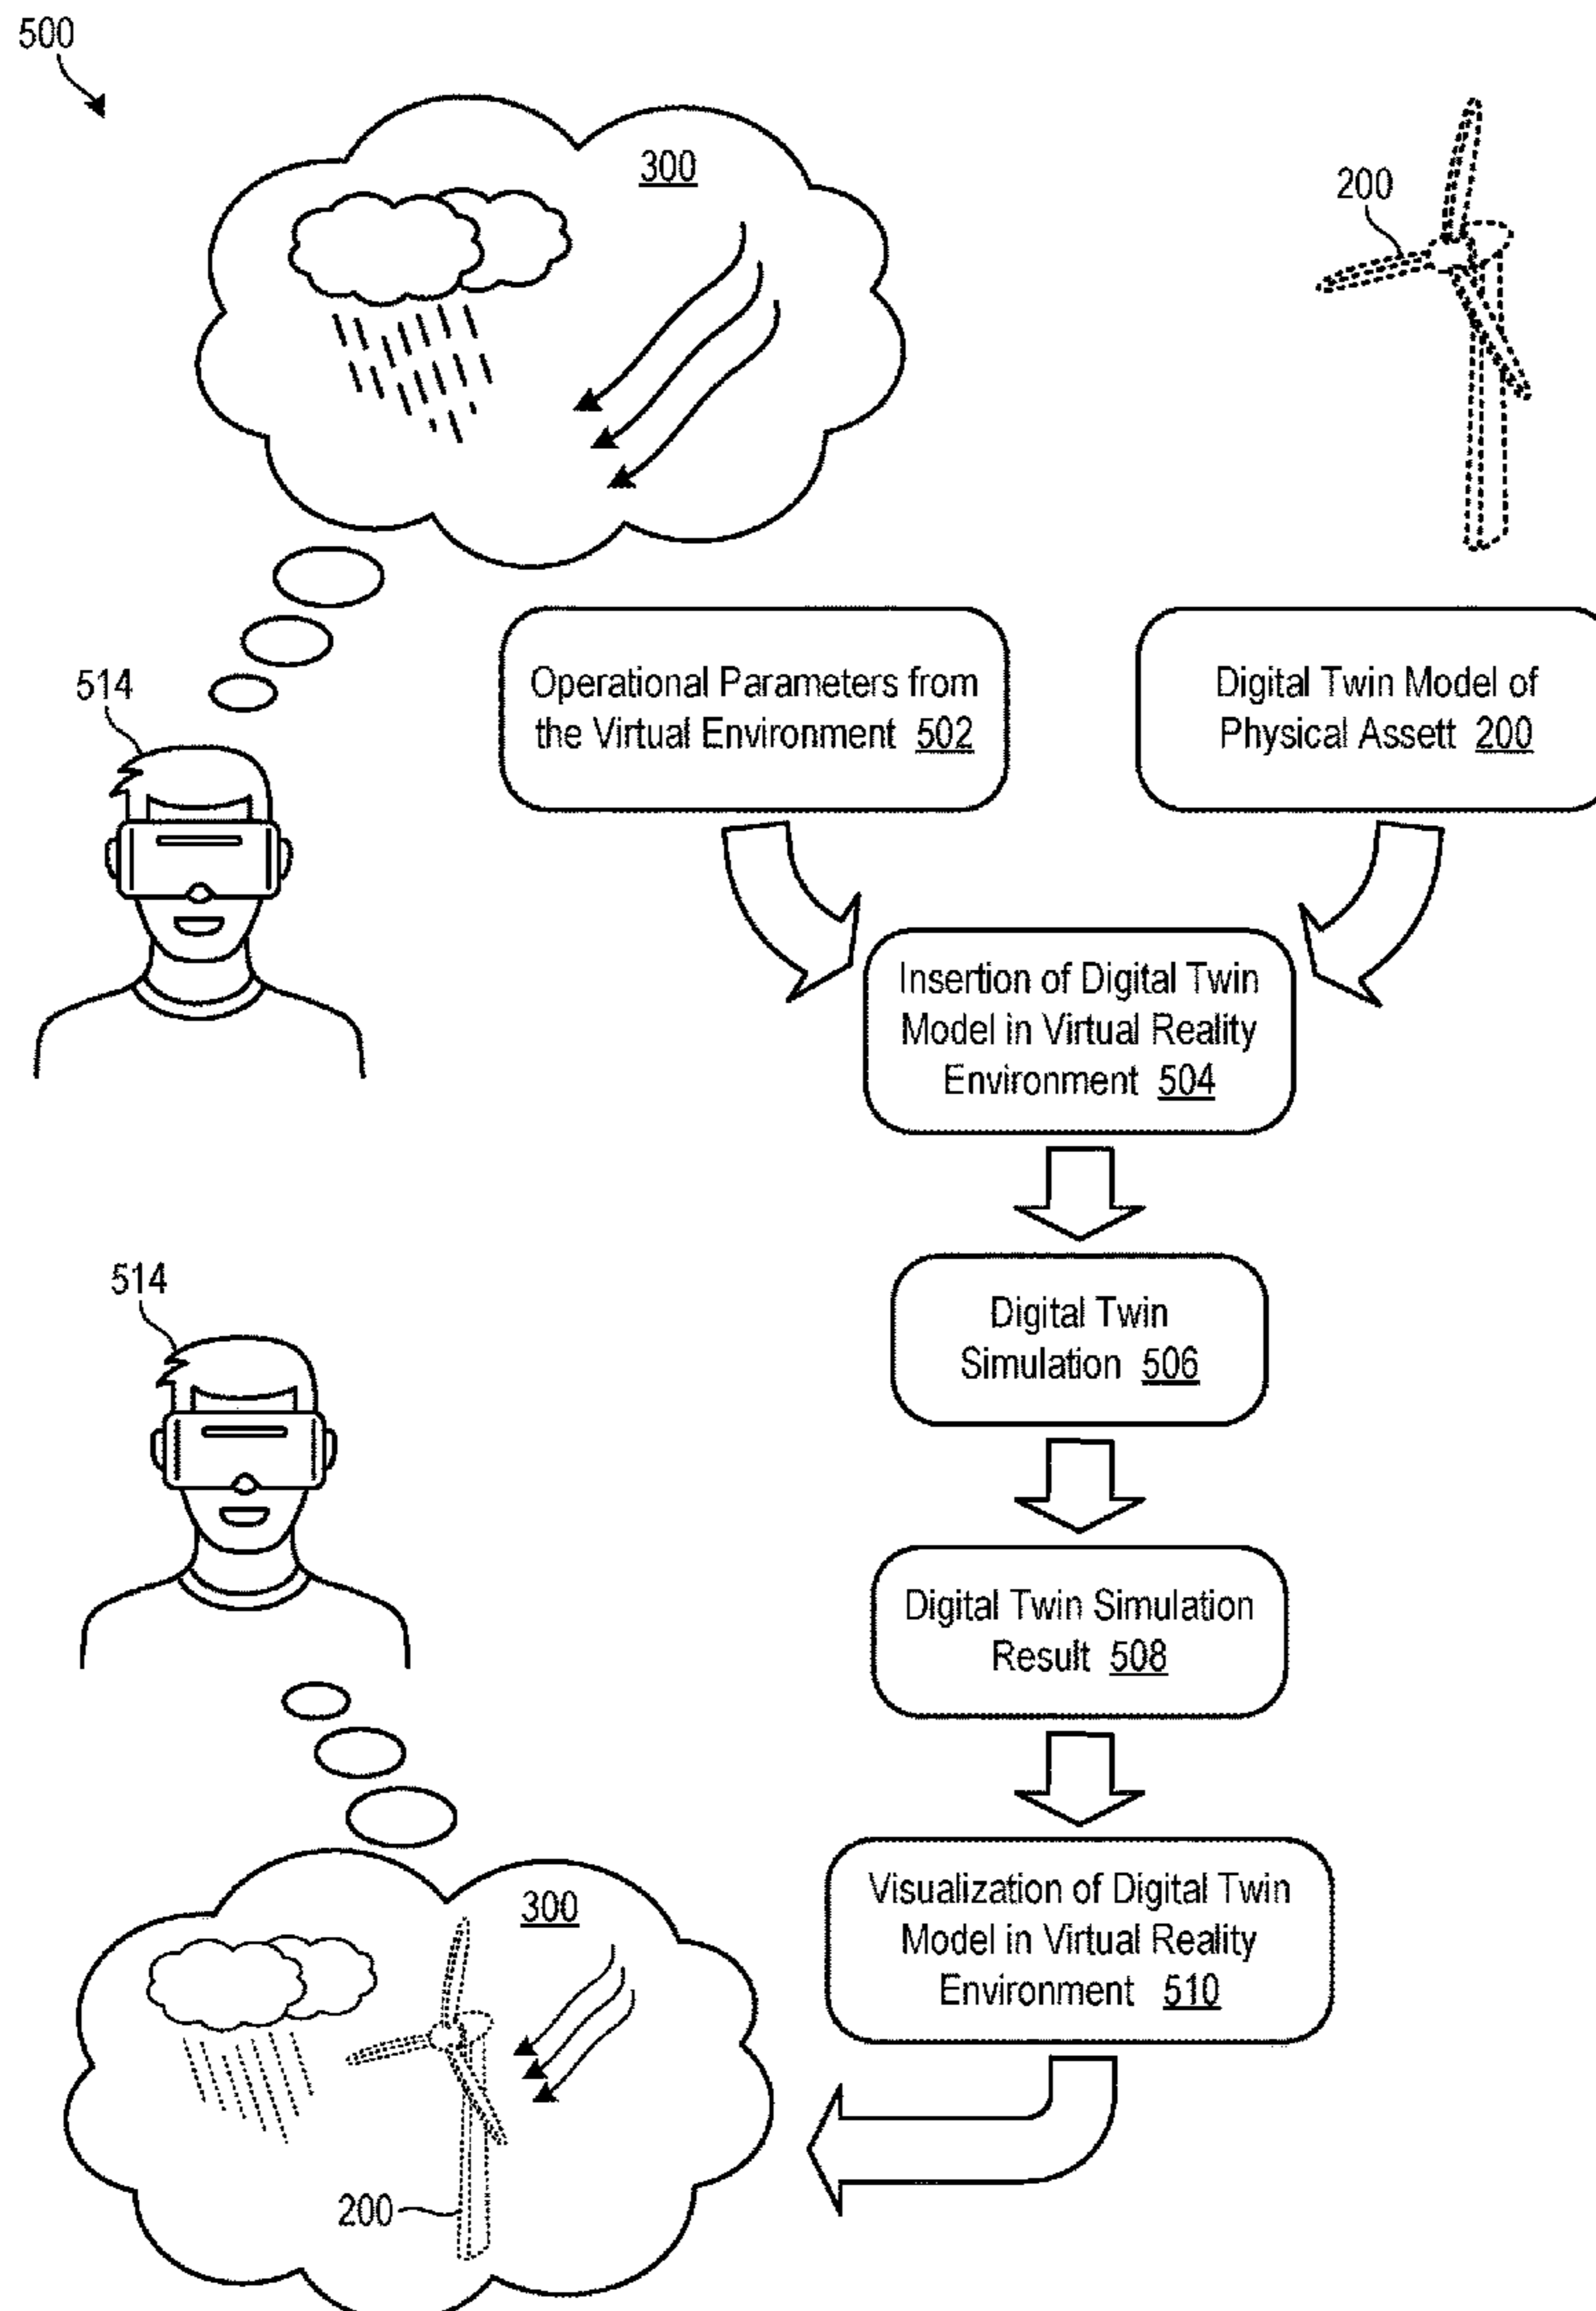 500
300
200
514
Operational Parameters from
the Virtual Environment 502
Digital Twin Model of
Physical Assett 200
Insertion of Digital Twin
Model in Virtual Reality
Environment 504
514
Digital Twin
Simulation 506
Digital Twin Simulation
Result 508
Visualization of Digital Twin
Model in Virtual Reality
Environment 510
300
200